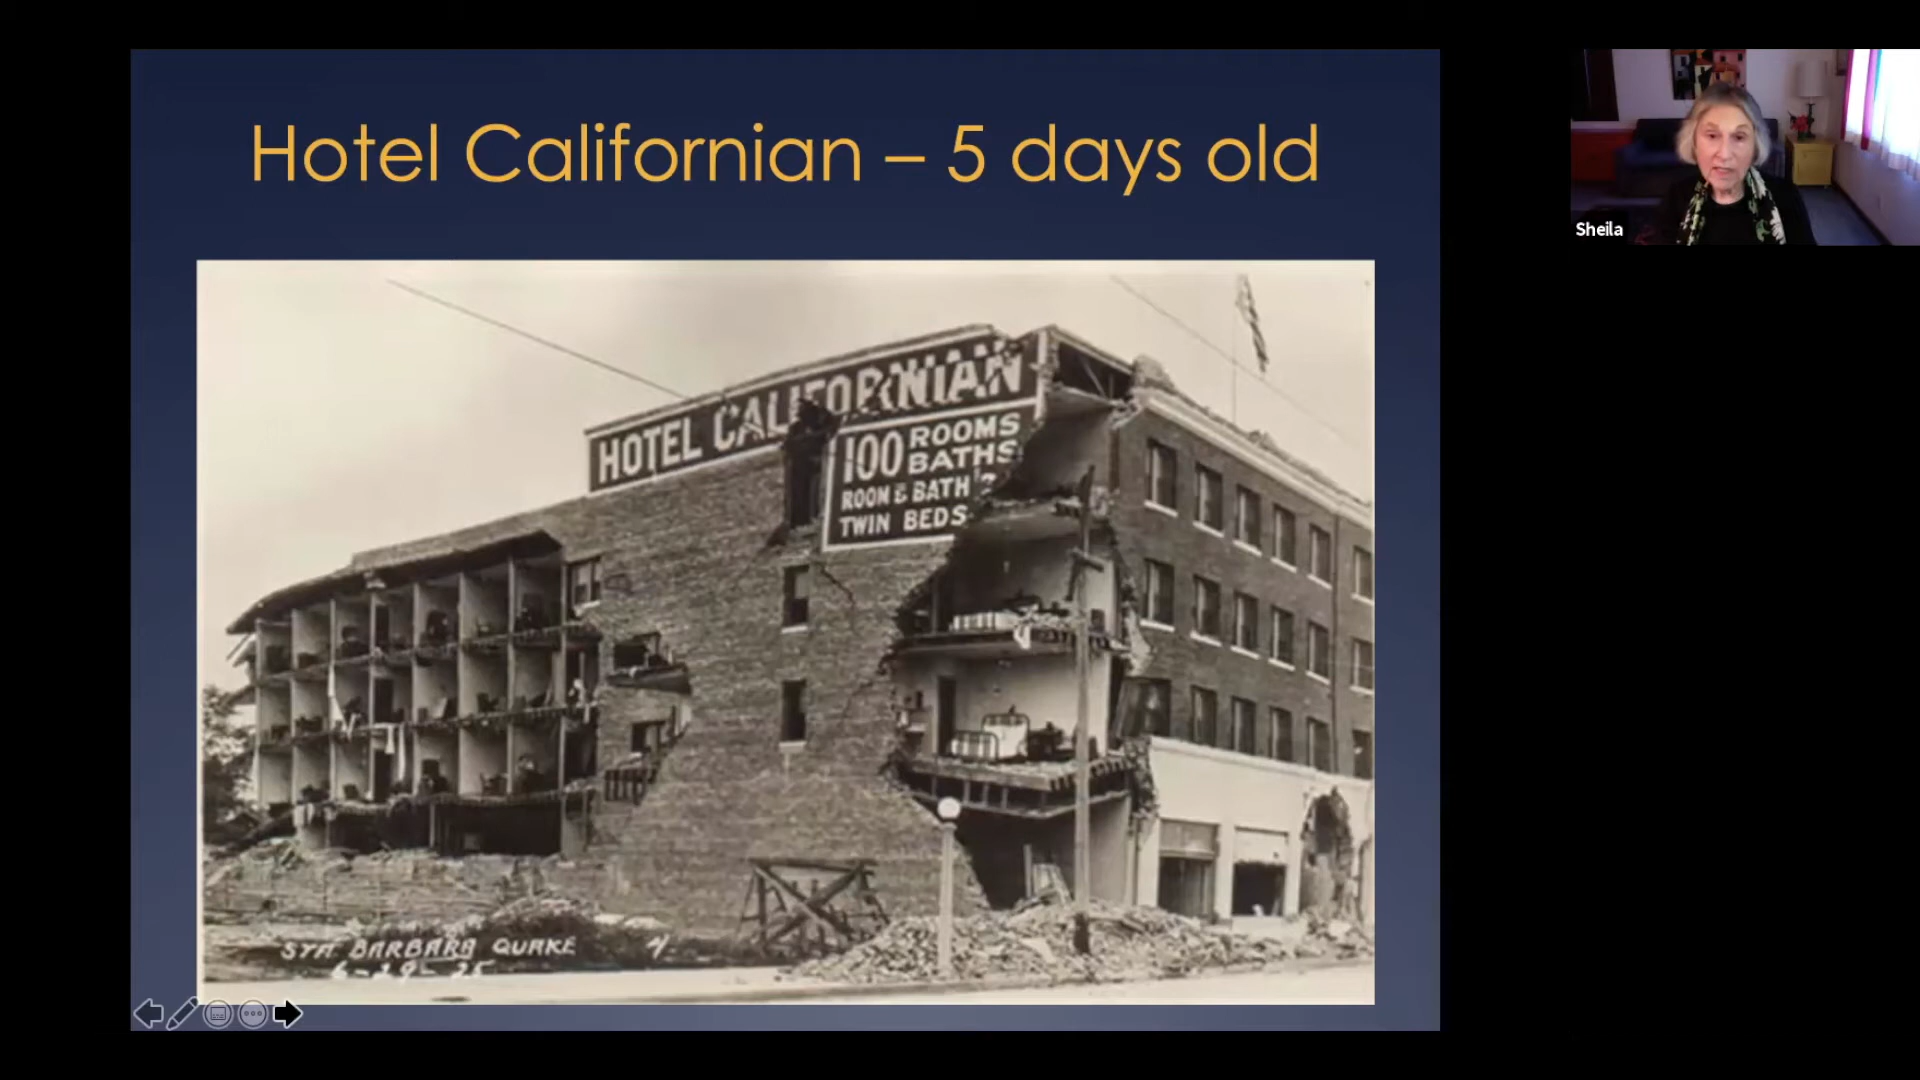 Hotel Californian – 5 days old
Sheila
HOTEL CALIFORNIAN
100 ROOMS
BATHS
ROOM & BATH
TWIN BEDS
STA BARBARA QUAKE
6-29-25